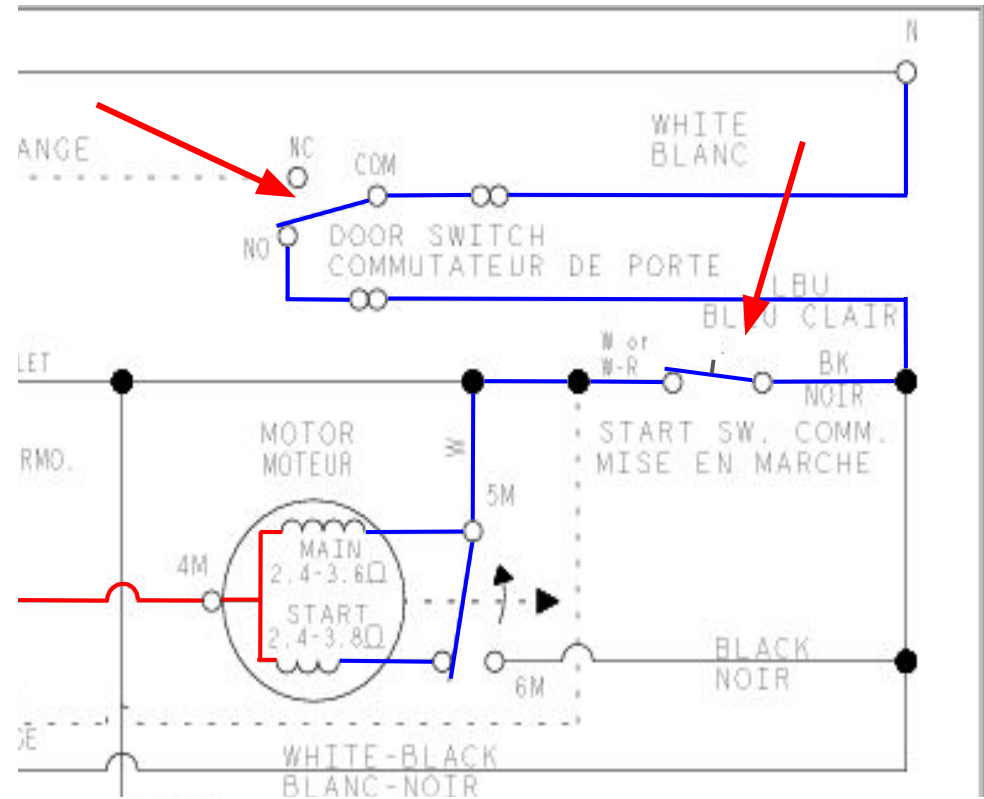 N
WHITE
BLANC
ANGE
NC
COM
NO
DOOR SWITCH
COMMUTATEUR DE PORTE
LBU
BLEU CLAIR
LET
W or
W-R
BK
NOIR
START SW. COMM.
MISE EN MARCHE
MOTOR
MOTEUR
RMO.
W
5M
4M
MAIN
2.4-3.6Ω
START
2.4-3.8Ω
6M
BLACK
NOIR
GE
WHITE-BLACK
BLANC-NOIR